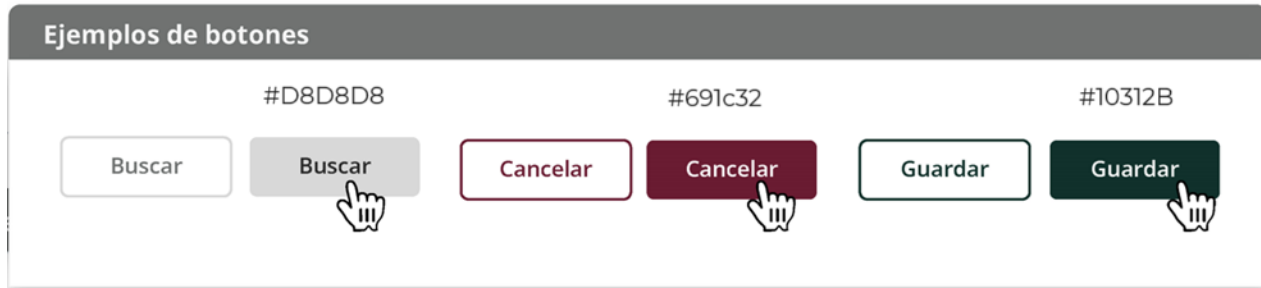 Ejemplos de botones
#D8D8D8 #691c32 #10312B
Buscar Buscar Cancelar Cancelar Guardar Guardar